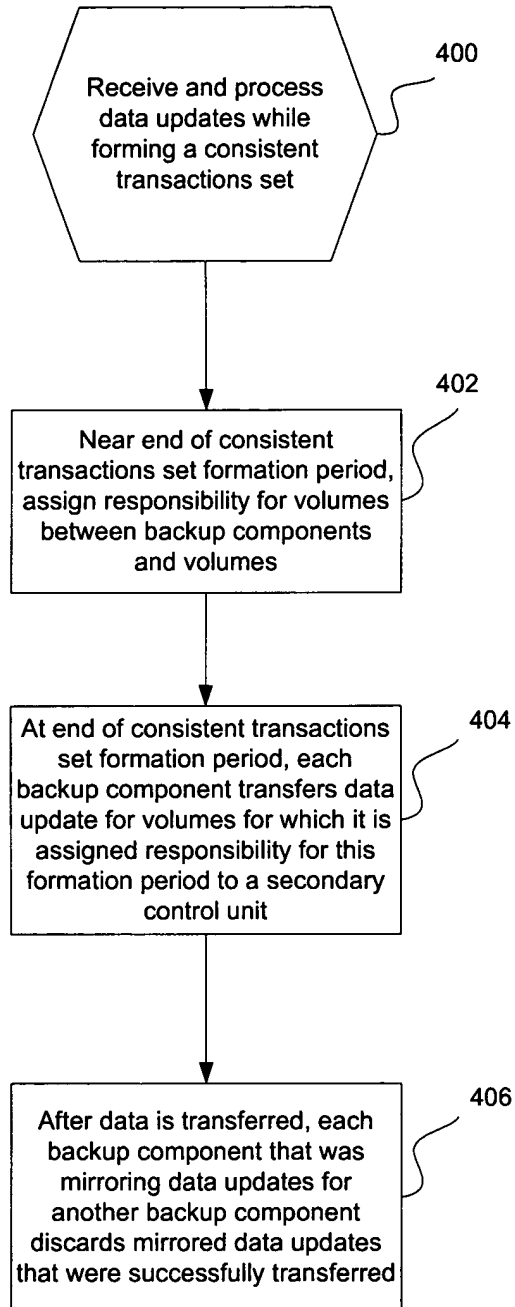 Receive and process
data updates while
forming a consistent
transactions set
400
402
Near end of consistent
transactions set formation period,
assign responsibility for volumes
between backup components
and volumes
404
At end of consistent transactions
set formation period, each
backup component transfers data
update for volumes for which it is
assigned responsibility for this
formation period to a secondary
control unit
406
After data is transferred, each
backup component that was
mirroring data updates for
another backup component
discards mirrored data updates
that were successfully transferred